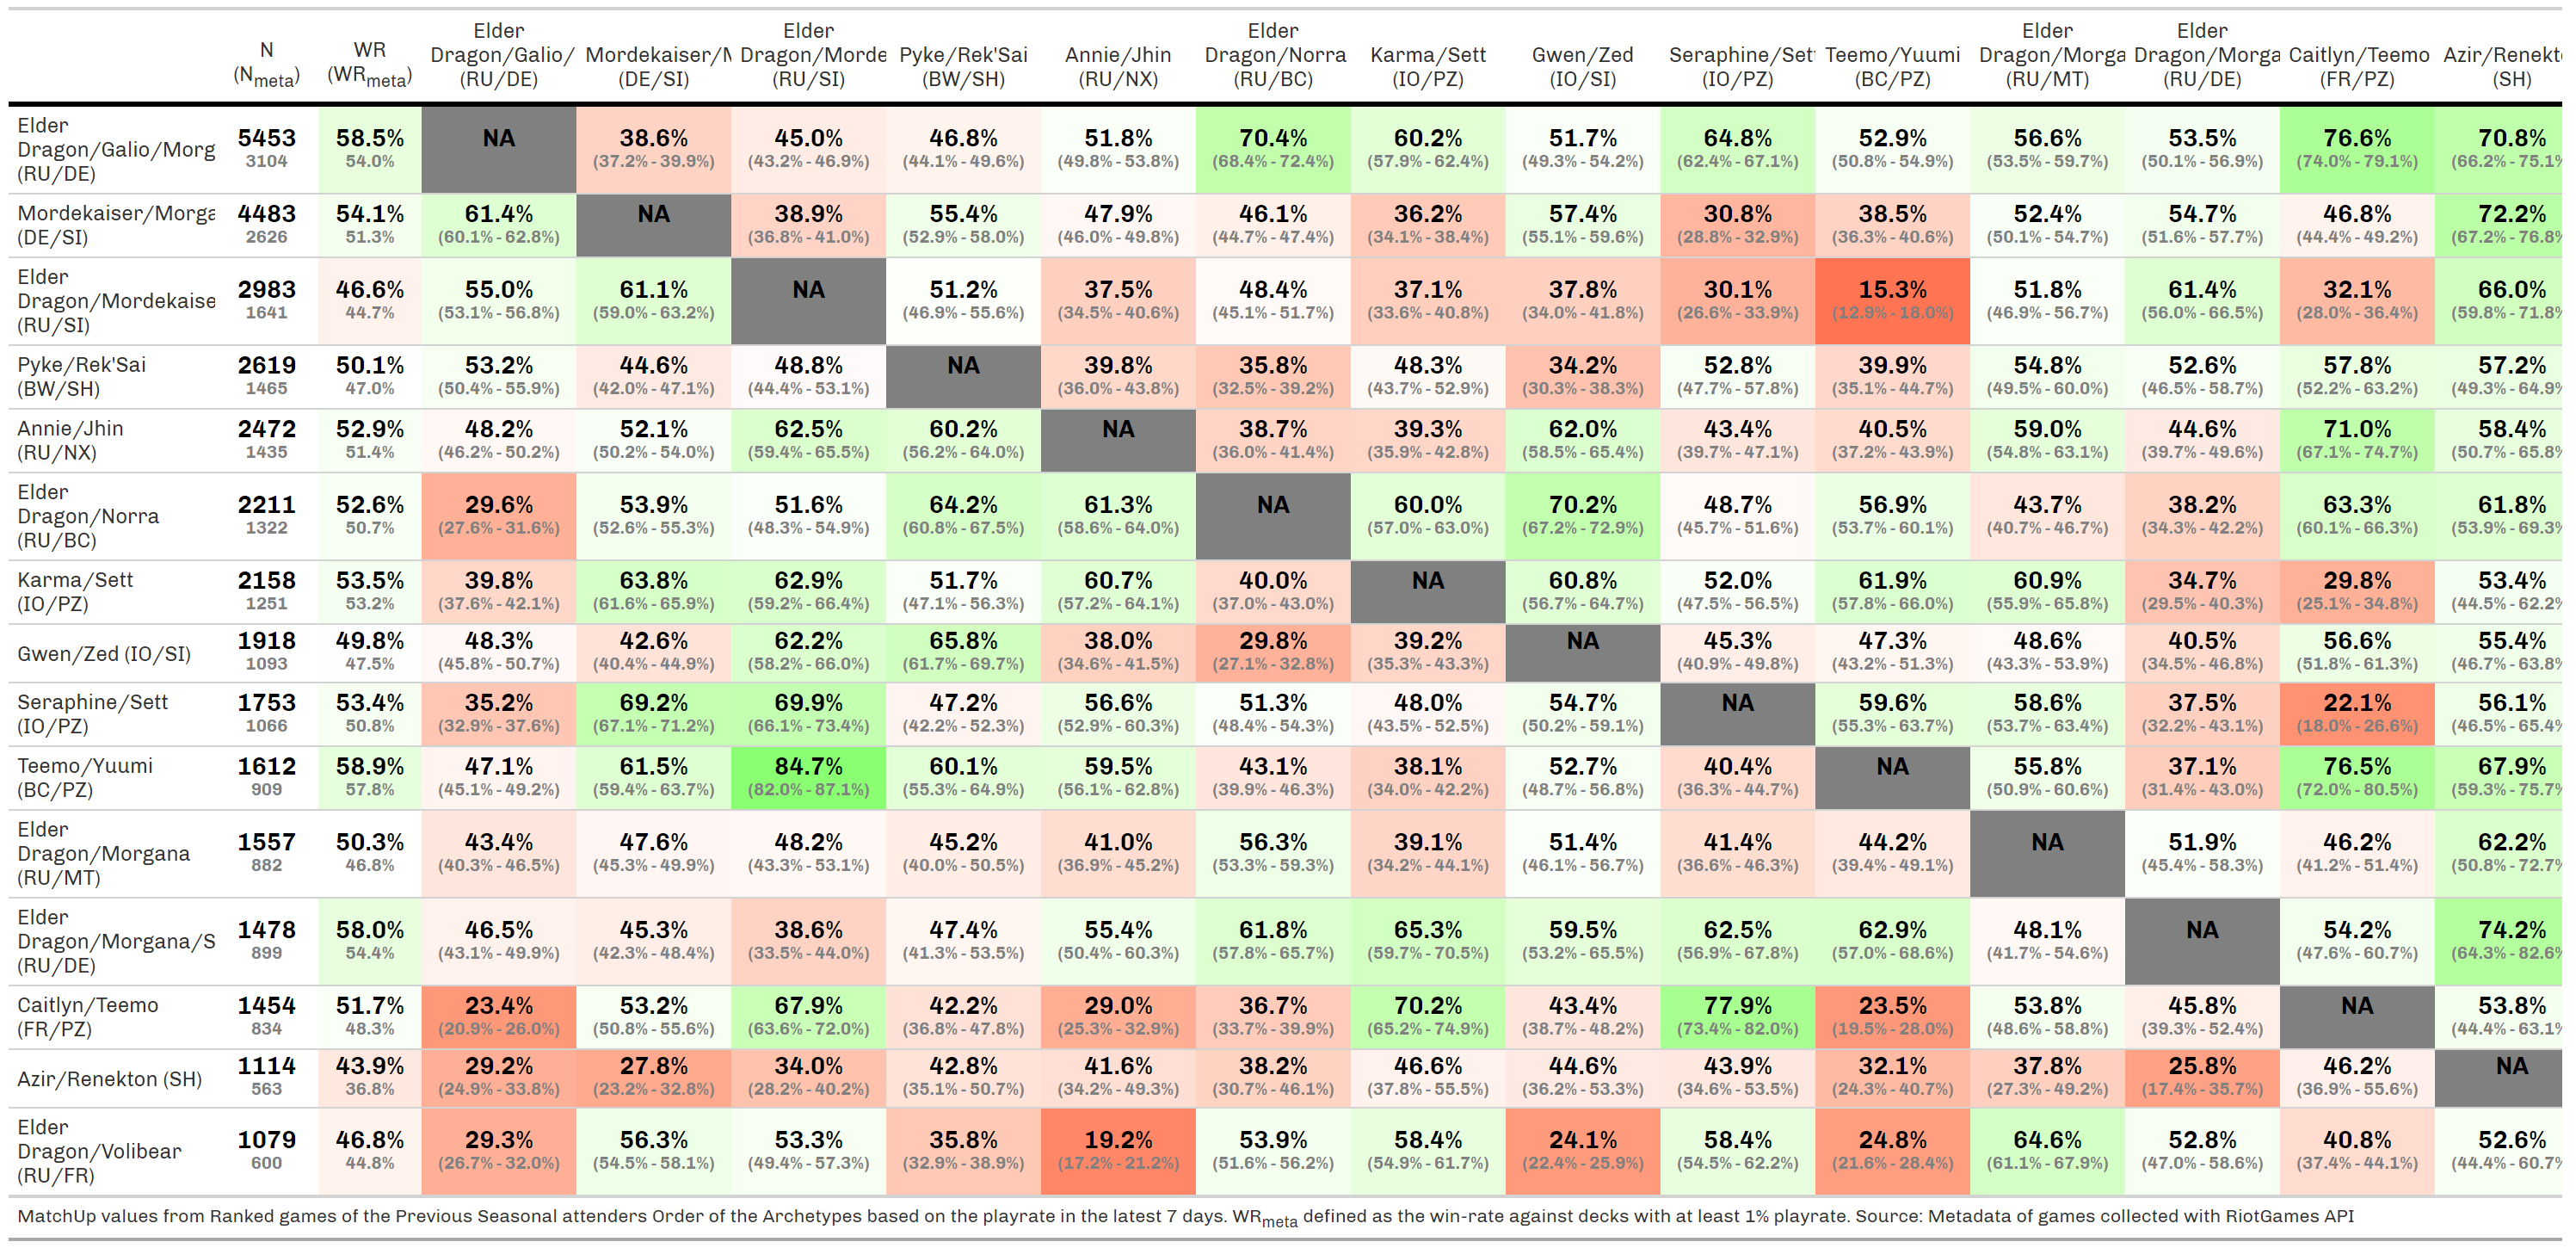 Elder Elder Elder Elder Elder
N WR Dragon/Galio/ Mordekaiser/M Dragon/Morde Pyke/Rek'Sai Annie/Jhin Dragon/Norra Karma/Sett Gwen/Zed Seraphine/Set Teemo/Yuumi Dragon/Morga Dragon/Morga Caitlyn/Teemo Azir/Renekt
(Nmeta) (WRmeta) (RU/DE) (DE/SI) (RU/SI) (BW/SH) (RU/NX) (RU/BC) (IO/PZ) (IO/SI) (IO/PZ) (BC/PZ) (RU/MT) (RU/DE) (FR/PZ) (SH)
Elder
Dragon/Galio/Morg
(RU/DE)
5453 58.5% NA 38.6% 45.0% 46.8% 51.8% 70.4% 60.2% 51.7% 64.8% 52.9% 56.6% 53.5% 76.6% 70.8%
3104 54.0% (37.2% - 39.9%) (43.2% - 46.9%) (44.1% - 49.6%) (49.8% - 53.8%) (68.4% - 72.4%) (57.9% - 62.4%) (49.3% - 54.2%) (62.4% - 67.1%) (50.8% - 54.9%) (53.5% - 59.7%) (50.1% - 56.9%) (74.0% - 79.1%) (66.2% - 75.1%
Mordekaiser/Morga
(DE/SI)
4483 54.1% 61.4% NA 38.9% 55.4% 47.9% 46.1% 36.2% 57.4% 30.8% 38.5% 52.4% 54.7% 46.8% 72.2%
2626 51.3% (60.1% - 62.8%) (36.8% - 41.0%) (52.9% - 58.0%) (46.0% - 49.8%) (44.7% - 47.4%) (34.1% - 38.4%) (55.1% - 59.6%) (28.8% - 32.9%) (36.3% - 40.6%) (50.1% - 54.7%) (51.6% - 57.7%) (44.4% - 49.2%) (67.2% - 76.8%
Elder
Dragon/Mordekaise
(RU/SI)
2983 46.6% 55.0% 61.1% NA 51.2% 37.5% 48.4% 37.1% 37.8% 30.1% 15.3% 51.8% 61.4% 32.1% 66.0%
1641 44.7% (53.1% - 56.8%) (59.0% - 63.2%) (46.9% - 55.6%) (34.5% - 40.6%) (45.1% - 51.7%) (33.6% - 40.8%) (34.0% - 41.8%) (26.6% - 33.9%) (12.9% - 18.0%) (46.9% - 56.7%) (56.0% - 66.5%) (28.0% - 36.4%) (59.8% - 71.8%
Pyke/Rek'Sai
(BW/SH)
2619 50.1% 53.2% 44.6% 48.8% NA 39.8% 35.8% 48.3% 34.2% 52.8% 39.9% 54.8% 52.6% 57.8% 57.2%
1465 47.0% (50.4% - 55.9%) (42.0% - 47.1%) (44.4% - 53.1%) (36.0% - 43.8%) (32.5% - 39.2%) (43.7% - 52.9%) (30.3% - 38.3%) (47.7% - 57.8%) (35.1% - 44.7%) (49.5% - 60.0%) (46.5% - 58.7%) (52.2% - 63.2%) (49.3% - 64.9%
Annie/Jhin
(RU/NX)
2472 52.9% 48.2% 52.1% 62.5% 60.2% NA 38.7% 39.3% 62.0% 43.4% 40.5% 59.0% 44.6% 71.0% 58.4%
1435 51.4% (46.2% - 50.2%) (50.2% - 54.0%) (59.4% - 65.5%) (56.2% - 64.0%) (36.0% - 41.4%) (35.9% - 42.8%) (58.5% - 65.4%) (39.7% - 47.1%) (37.2% - 43.9%) (54.8% - 63.1%) (39.7% - 49.6%) (67.1% - 74.7%) (50.7% - 65.8%
Elder
Dragon/Norra
(RU/BC)
2211 52.6% 29.6% 53.9% 51.6% 64.2% 61.3% NA 60.0% 70.2% 48.7% 56.9% 43.7% 38.2% 63.3% 61.8%
1322 50.7% (27.6% - 31.6%) (52.6% - 55.3%) (48.3% - 54.9%) (60.8% - 67.5%) (58.6% - 64.0%) (57.0% - 63.0%) (67.2% - 72.9%) (45.7% - 51.6%) (53.7% - 60.1%) (40.7% - 46.7%) (34.3% - 42.2%) (60.1% - 66.3%) (53.9% - 69.3%
Karma/Sett
(IO/PZ)
2158 53.5% 39.8% 63.8% 62.9% 51.7% 60.7% 40.0% NA 60.8% 52.0% 61.9% 60.9% 34.7% 29.8% 53.4%
1251 53.2% (37.6% - 42.1%) (61.6% - 65.9%) (59.2% - 66.4%) (47.1% - 56.3%) (57.2% - 64.1%) (37.0% - 43.0%) (56.7% - 64.7%) (47.5% - 56.5%) (57.8% - 66.0%) (55.9% - 65.8%) (29.5% - 40.3%) (25.1% - 34.8%) (44.5% - 62.2%
Gwen/Zed (IO/SI)
1918 49.8% 48.3% 42.6% 62.2% 65.8% 38.0% 29.8% 39.2% NA 45.3% 47.3% 48.6% 40.5% 56.6% 55.4%
1093 47.5% (45.8% - 50.7%) (40.4% - 44.9%) (58.2% - 66.0%) (61.7% - 69.7%) (34.6% - 41.5%) (27.1% - 32.8%) (35.3% - 43.3%) (40.9% - 49.8%) (43.2% - 51.3%) (43.3% - 53.9%) (34.5% - 46.8%) (51.8% - 61.3%) (46.7% - 63.8%
Seraphine/Sett
(IO/PZ)
1753 53.4% 35.2% 69.2% 69.9% 47.2% 56.6% 51.3% 48.0% 54.7% NA 59.6% 58.6% 37.5% 22.1% 56.1%
1066 50.8% (32.9% - 37.6%) (67.1% - 71.2%) (66.1% - 73.4%) (42.2% - 52.3%) (52.9% - 60.3%) (48.4% - 54.3%) (43.5% - 52.5%) (50.2% - 59.1%) (55.3% - 63.7%) (53.7% - 63.4%) (32.2% - 43.1%) (18.0% - 26.6%) (46.5% - 65.4%
Teemo/Yuumi
(BC/PZ)
1612 58.9% 47.1% 61.5% 84.7% 60.1% 59.5% 43.1% 38.1% 52.7% 40.4% NA 55.8% 37.1% 76.5% 67.9%
909 57.8% (45.1% - 49.2%) (59.4% - 63.7%) (82.0% - 87.1%) (55.3% - 64.9%) (56.1% - 62.8%) (39.9% - 46.3%) (34.0% - 42.2%) (48.7% - 56.8%) (36.3% - 44.7%) (50.9% - 60.6%) (31.4% - 43.0%) (72.0% - 80.5%) (59.3% - 75.7%
Elder
Dragon/Morgana
(RU/MT)
1557 50.3% 43.4% 47.6% 48.2% 45.2% 41.0% 56.3% 39.1% 51.4% 41.4% 44.2% NA 51.9% 46.2% 62.2%
882 46.8% (40.3% - 46.5%) (45.3% - 49.9%) (43.3% - 53.1%) (40.0% - 50.5%) (36.9% - 45.2%) (53.3% - 59.3%) (34.2% - 44.1%) (46.1% - 56.7%) (36.6% - 46.3%) (39.4% - 49.1%) (45.4% - 58.3%) (41.2% - 51.4%) (50.8% - 72.7%
Elder
Dragon/Morgana/S
(RU/DE)
1478 58.0% 46.5% 45.3% 38.6% 47.4% 55.4% 61.8% 65.3% 59.5% 62.5% 62.9% 48.1% NA 54.2% 74.2%
899 54.4% (43.1% - 49.9%) (42.3% - 48.4%) (33.5% - 44.0%) (41.3% - 53.5%) (50.4% - 60.3%) (57.8% - 65.7%) (59.7% - 70.5%) (53.2% - 65.5%) (56.9% - 67.8%) (57.0% - 68.6%) (41.7% - 54.6%) (47.6% - 60.7%) (64.3% - 82.6%
Caitlyn/Teemo
(FR/PZ)
1454 51.7% 23.4% 53.2% 67.9% 42.2% 29.0% 36.7% 70.2% 43.4% 77.9% 23.5% 53.8% 45.8% NA 53.8%
834 48.3% (20.9% - 26.0%) (50.8% - 55.6%) (63.6% - 72.0%) (36.8% - 47.8%) (25.3% - 32.9%) (33.7% - 39.9%) (65.2% - 74.9%) (38.7% - 48.2%) (73.4% - 82.0%) (19.5% - 28.0%) (48.6% - 58.8%) (39.3% - 52.4%) (44.4% - 63.1%
Azir/Renekton (SH)
1114 43.9% 29.2% 27.8% 34.0% 42.8% 41.6% 38.2% 46.6% 44.6% 43.9% 32.1% 37.8% 25.8% 46.2% NA
563 36.8% (24.9% - 33.8%) (23.2% - 32.8%) (28.2% - 40.2%) (35.1% - 50.7%) (34.2% - 49.3%) (30.7% - 46.1%) (37.8% - 55.5%) (36.2% - 53.3%) (34.6% - 53.5%) (24.3% - 40.7%) (27.3% - 49.2%) (17.4% - 35.7%) (36.9% - 55.6%)
Elder
Dragon/Volibear
(RU/FR)
1079 46.8% 29.3% 56.3% 53.3% 35.8% 19.2% 53.9% 58.4% 24.1% 58.4% 24.8% 64.6% 52.8% 40.8% 52.6%
600 44.8% (26.7% - 32.0%) (54.5% - 58.1%) (49.4% - 57.3%) (32.9% - 38.9%) (17.2% - 21.2%) (51.6% - 56.2%) (54.9% - 61.7%) (22.4% - 25.9%) (54.5% - 62.2%) (21.6% - 28.4%) (61.1% - 67.9%) (47.0% - 58.6%) (37.4% - 44.1%) (44.4% - 60.7%
MatchUp values from Ranked games of the Previous Seasonal attenders Order of the Archetypes based on the playrate in the latest 7 days. WRmeta defined as the win-rate against decks with at least 1% playrate. Source: Metadata of games collected with RiotGames API